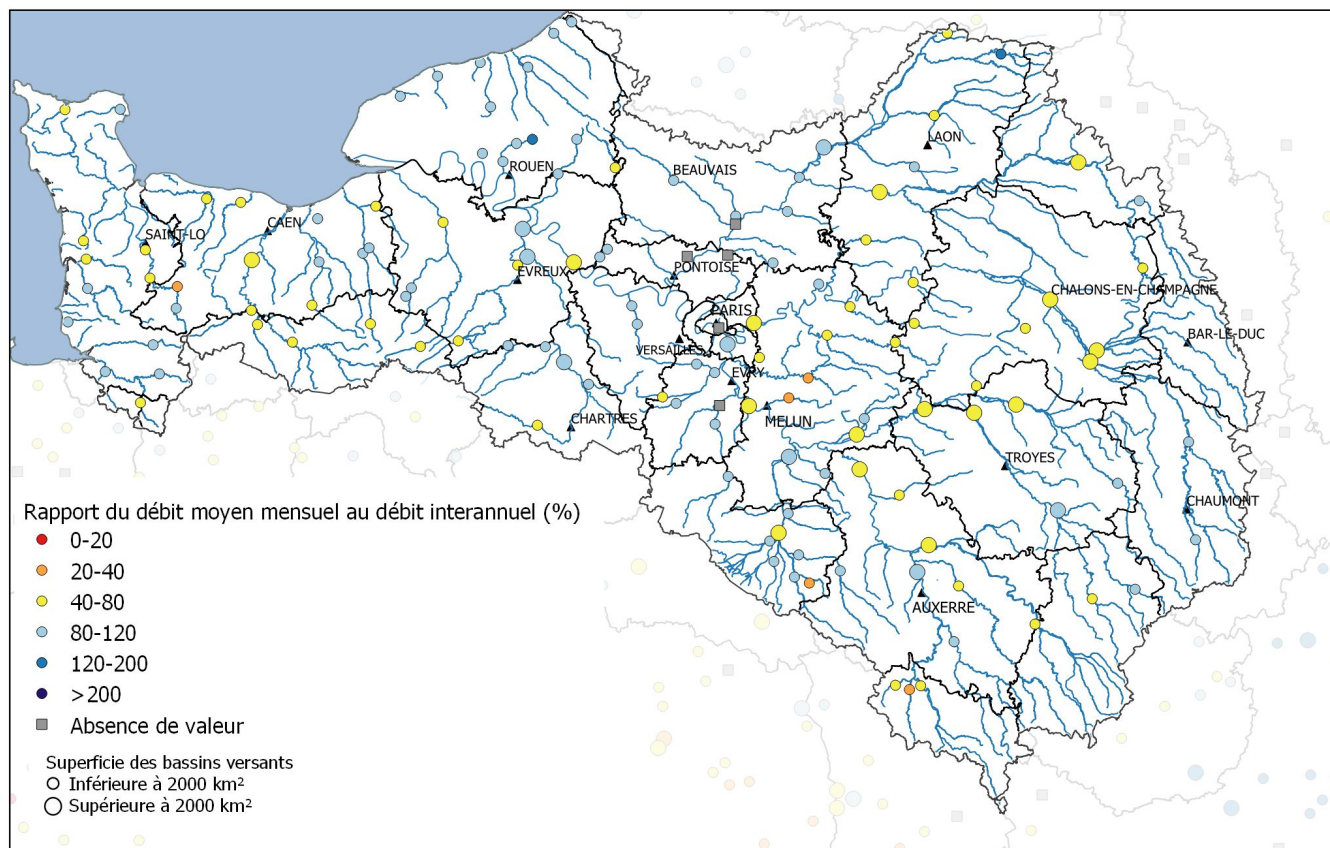 LAON
BEAUVAIS
ROUEN
CAEN
SAINT-LO
EVREUX
PONTOISE
PARIS
VERSAILLES
EVRY
MELUN
CHARTRES
CHALONS-EN-CHAMPAGNE
BAR-LE-DUC
TROYES
CHAUMONT
AUXERRE
Rapport du débit moyen mensuel au débit interannuel (%)
0-20
20-40
40-80
80-120
120-200
>200
Absence de valeur
Superficie des bassins versants
Inférieure à 2000 km²
Supérieure à 2000 km²